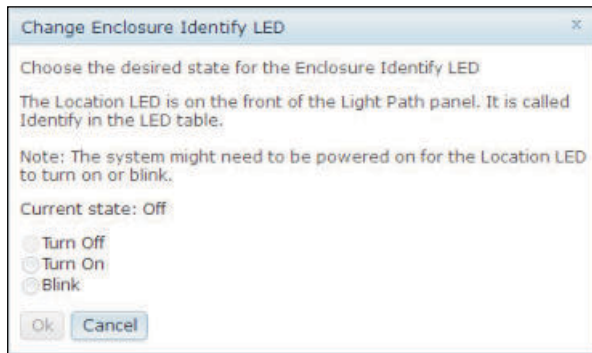 Change Enclosure Identify LED x
Choose the desired state for the Enclosure Identify LED
The Location LED is on the front of the Light Path panel. It is called
Identify in the LED table.
Note: The system might need to be powered on for the Location LED
to turn on or blink.
Current state: Off
Turn Off
Turn On
Blink
Ok Cancel